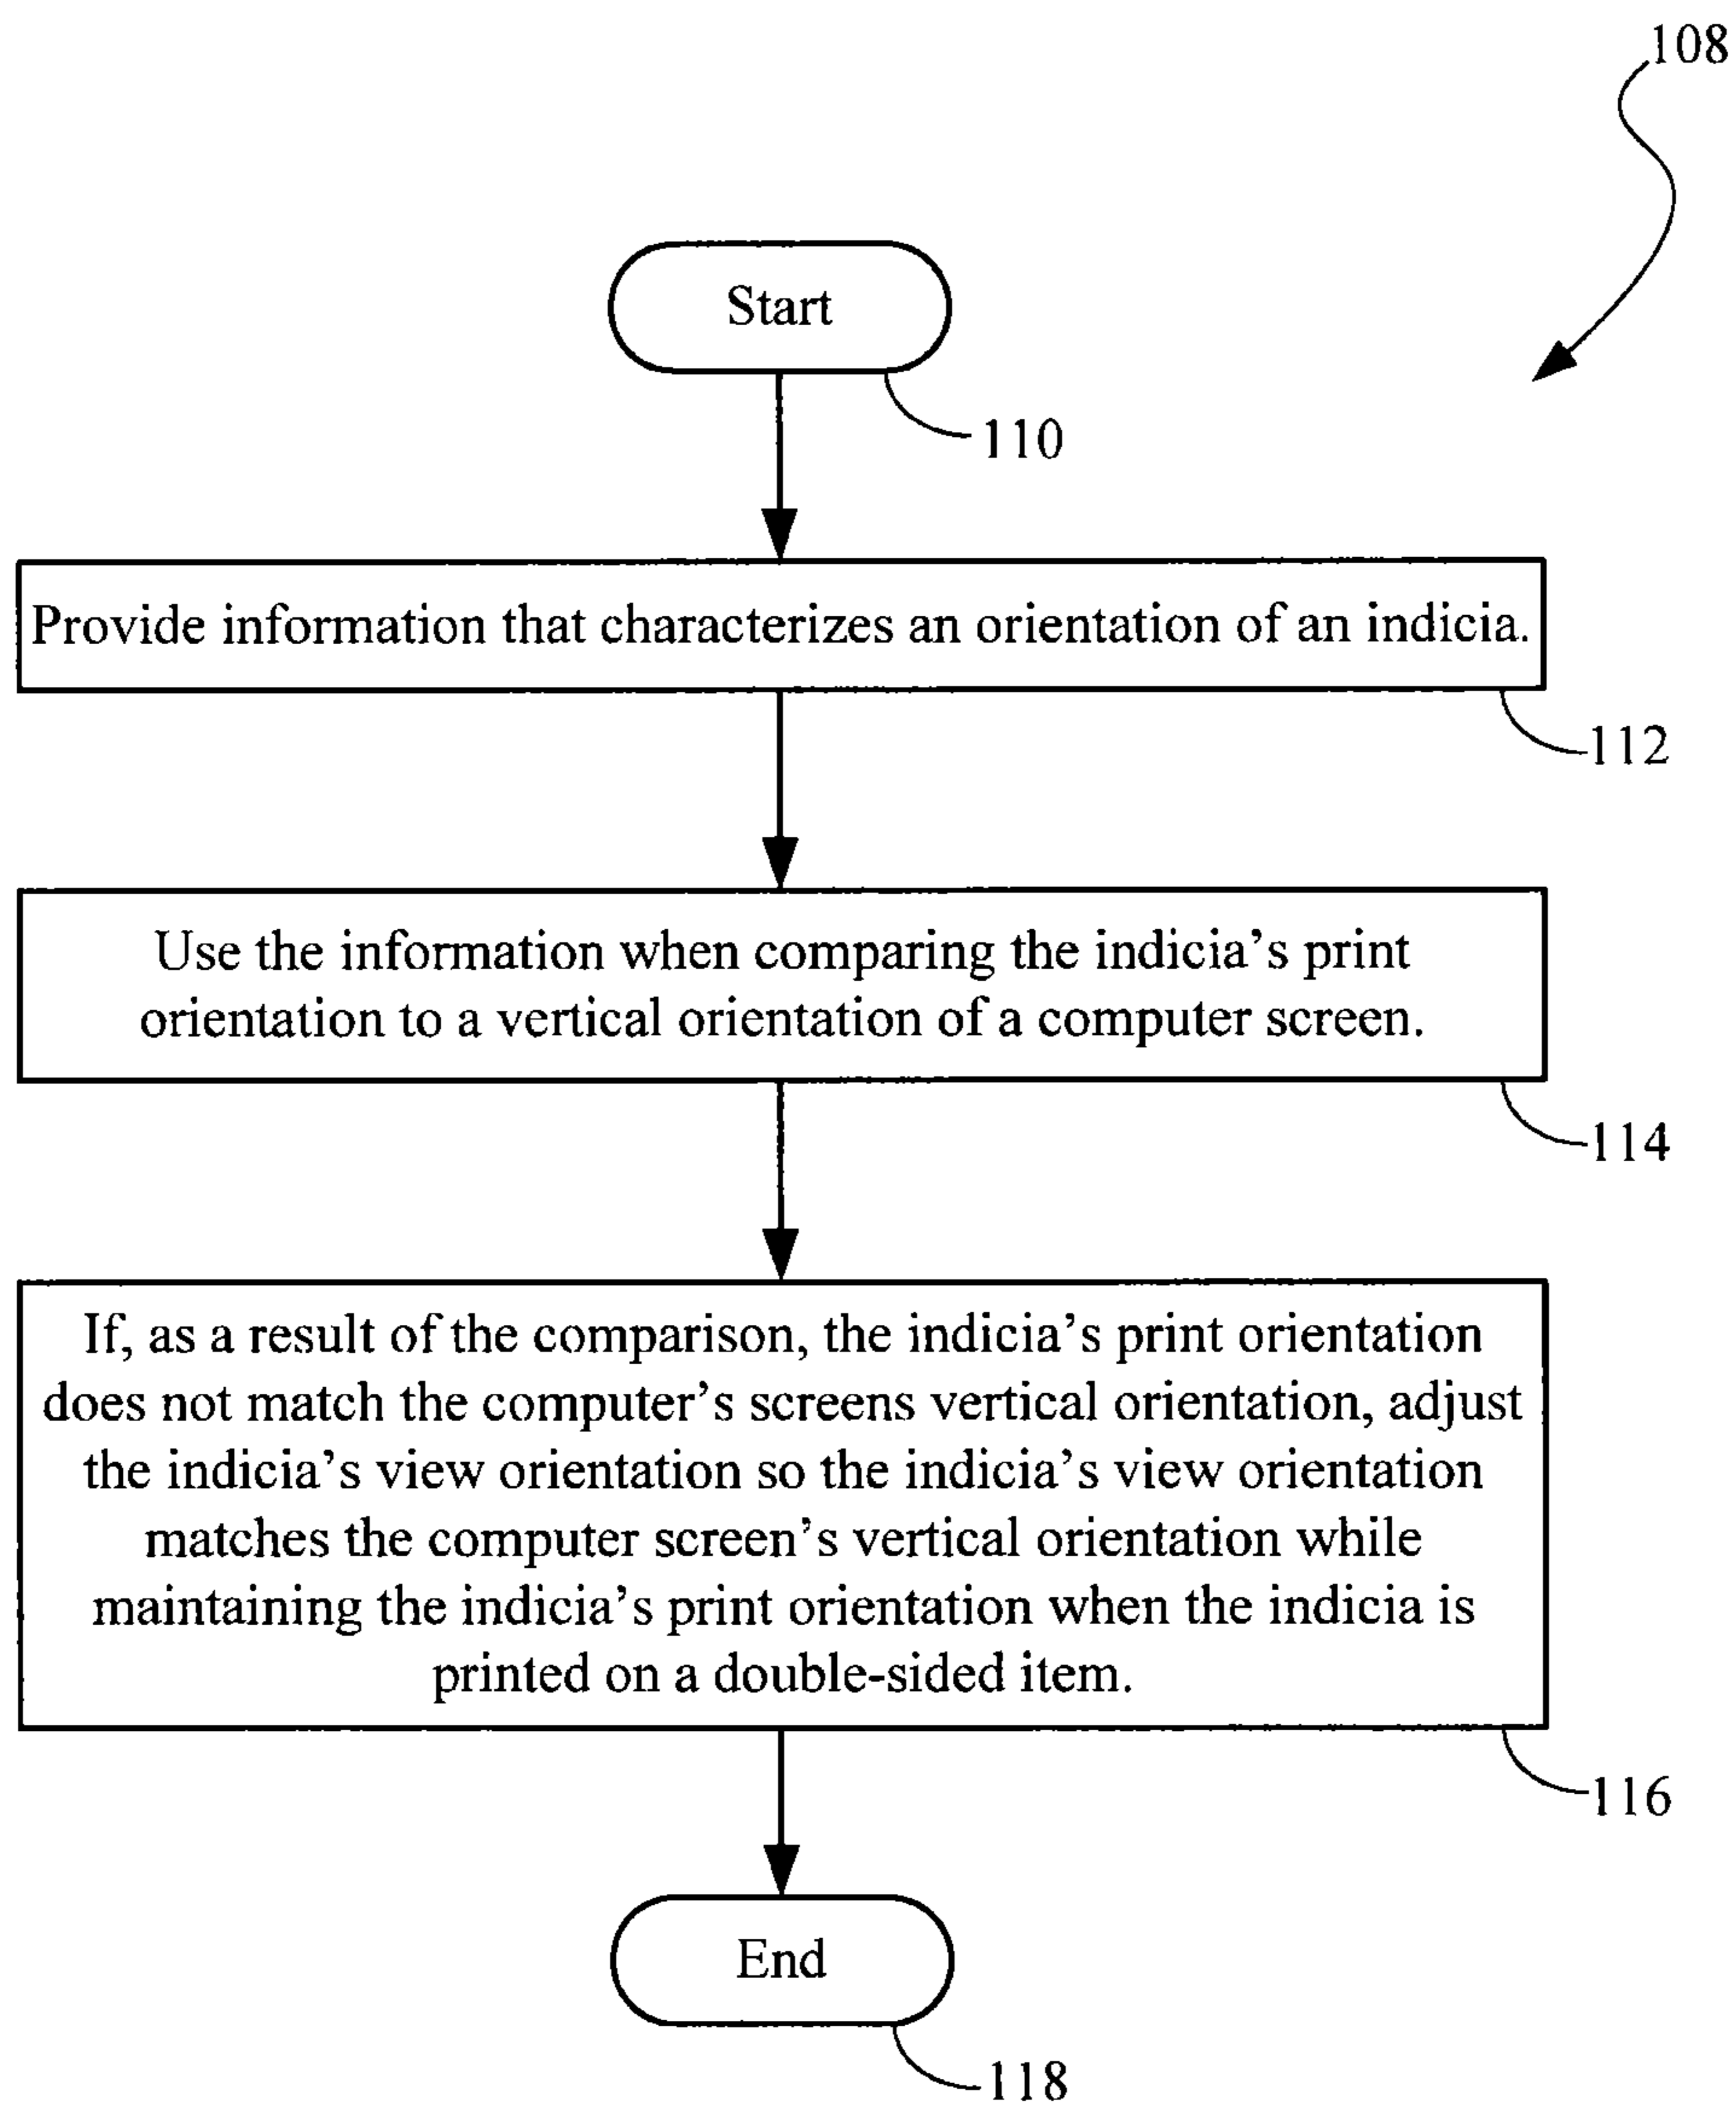 108
Start
110
Provide information that characterizes an orientation of an indicia.
112
Use the information when comparing the indicia’s print
orientation to a vertical orientation of a computer screen.
114
If, as a result of the comparison, the indicia’s print orientation
does not match the computer’s screens vertical orientation, adjust
the indicia’s view orientation so the indicia’s view orientation
matches the computer screen’s vertical orientation while
maintaining the indicia’s print orientation when the indicia is
printed on a double-sided item.
116
End
118